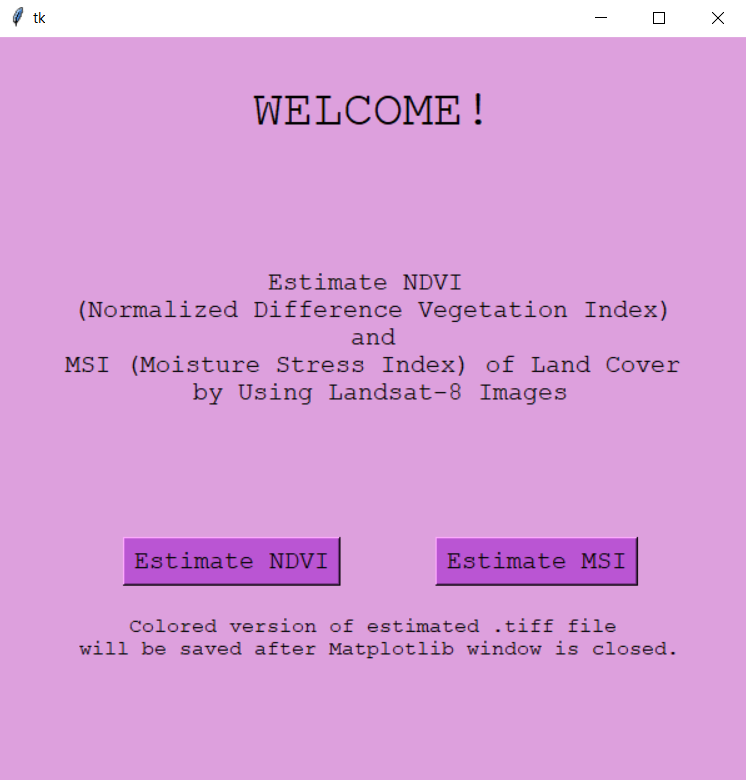 tk
WELCOME!
Estimate NDVI
(Normalized Difference Vegetation Index)
and
MSI (Moisture Stress Index) of Land Cover
by Using Landsat-8 Images
Estimate NDVI
Estimate MSI
Colored version of estimated .tiff file
will be saved after Matplotlib window is closed.